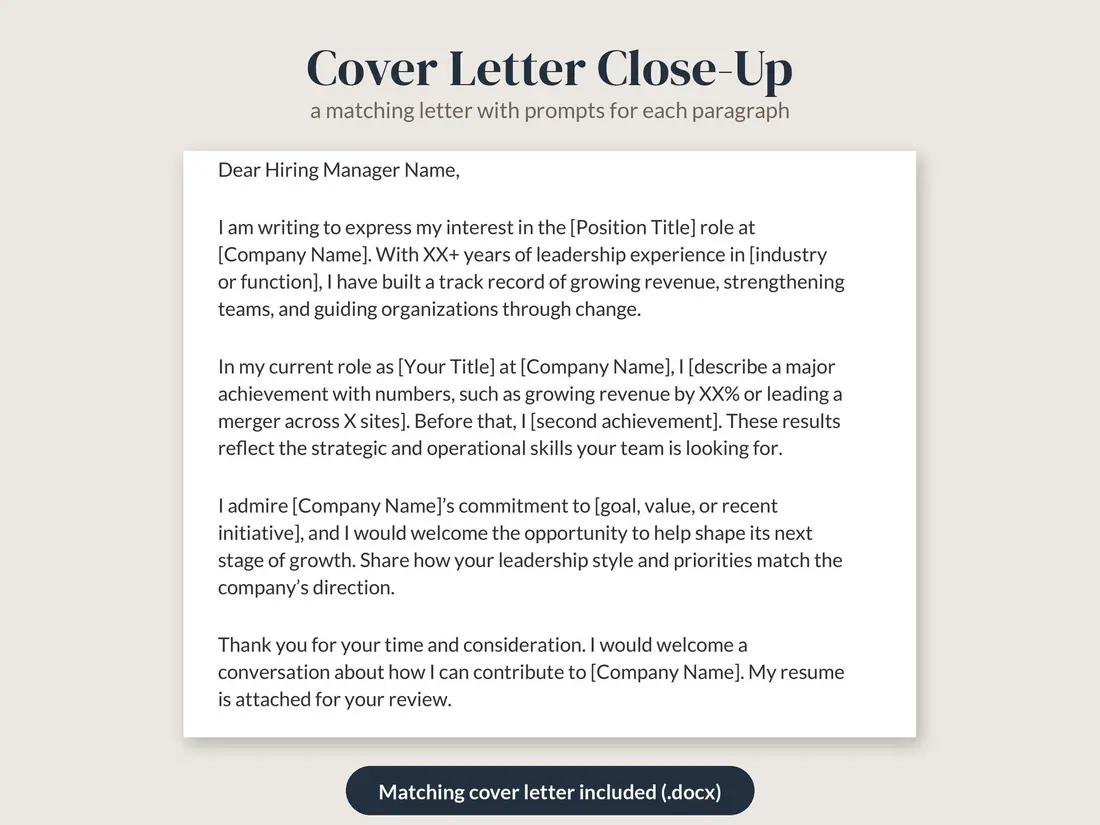 Cover Letter Close-Up
a matching letter with prompts for each paragraph
Dear Hiring Manager Name,
I am writing to express my interest in the [Position Title] role at
[Company Name]. With XX+ years of leadership experience in [industry
or function], I have built a track record of growing revenue, strengthening
teams, and guiding organizations through change.
In my current role as [Your Title] at [Company Name], I [describe a major
achievement with numbers, such as growing revenue by XX% or leading a
merger across X sites]. Before that, I [second achievement]. These results
reflect the strategic and operational skills your team is looking for.
I admire [Company Name]’s commitment to [goal, value, or recent
initiative], and I would welcome the opportunity to help shape its next
stage of growth. Share how your leadership style and priorities match the
company’s direction.
Thank you for your time and consideration. I would welcome a
conversation about how I can contribute to [Company Name]. My resume
is attached for your review.
Matching cover letter included (.docx)